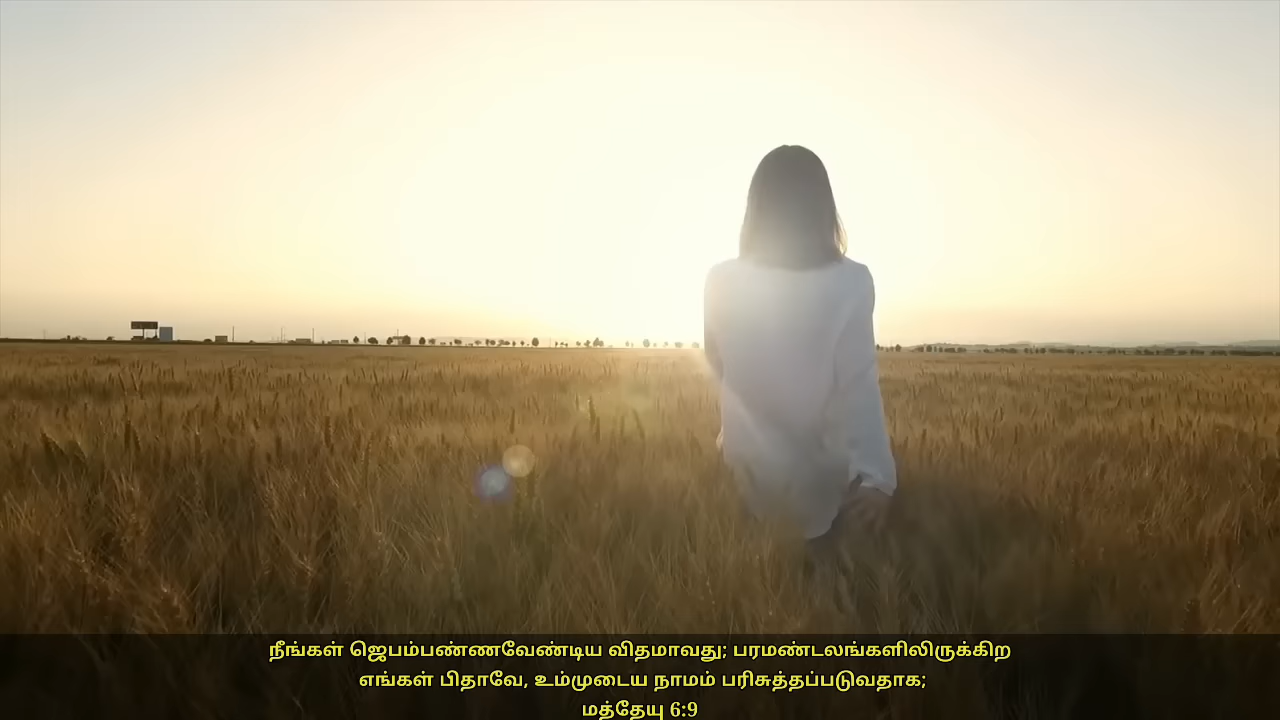 நீங்கள் ஜெபம்பண்ணவேண்டிய விதமாவது; பரமண்டலங்களிலிருக்கிற
எங்கள் பிதாவே, உம்முடைய நாமம் பரிசுத்தப்படுவதாக;
மத்தேயு 6:9